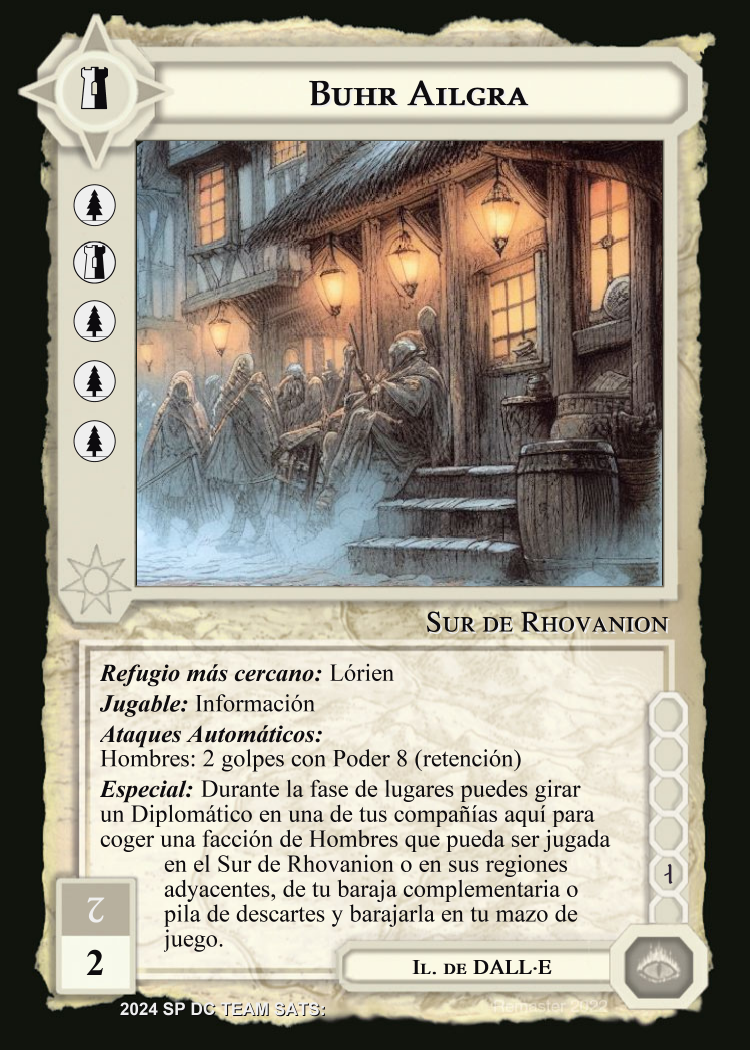 Buhr Ailgra
Sur de Rhovanion
Refugio más cercano: Lórien
Jugable: Información
Ataques Automáticos:
Hombres: 2 golpes con Poder 8 (retención)
Especial: Durante la fase de lugares puedes girar
un Diplomático en una de tus compañías aquí para
coger una facción de Hombres que pueda ser jugada
en el Sur de Rhovanion o en sus regiones
adyacentes, de tu baraja complementaria o
pila de descartes y barajarla en tu mazo de
juego.
2
2
Il. de DALL·E
2024 SP DC TEAM SATS:
Remaster 2022